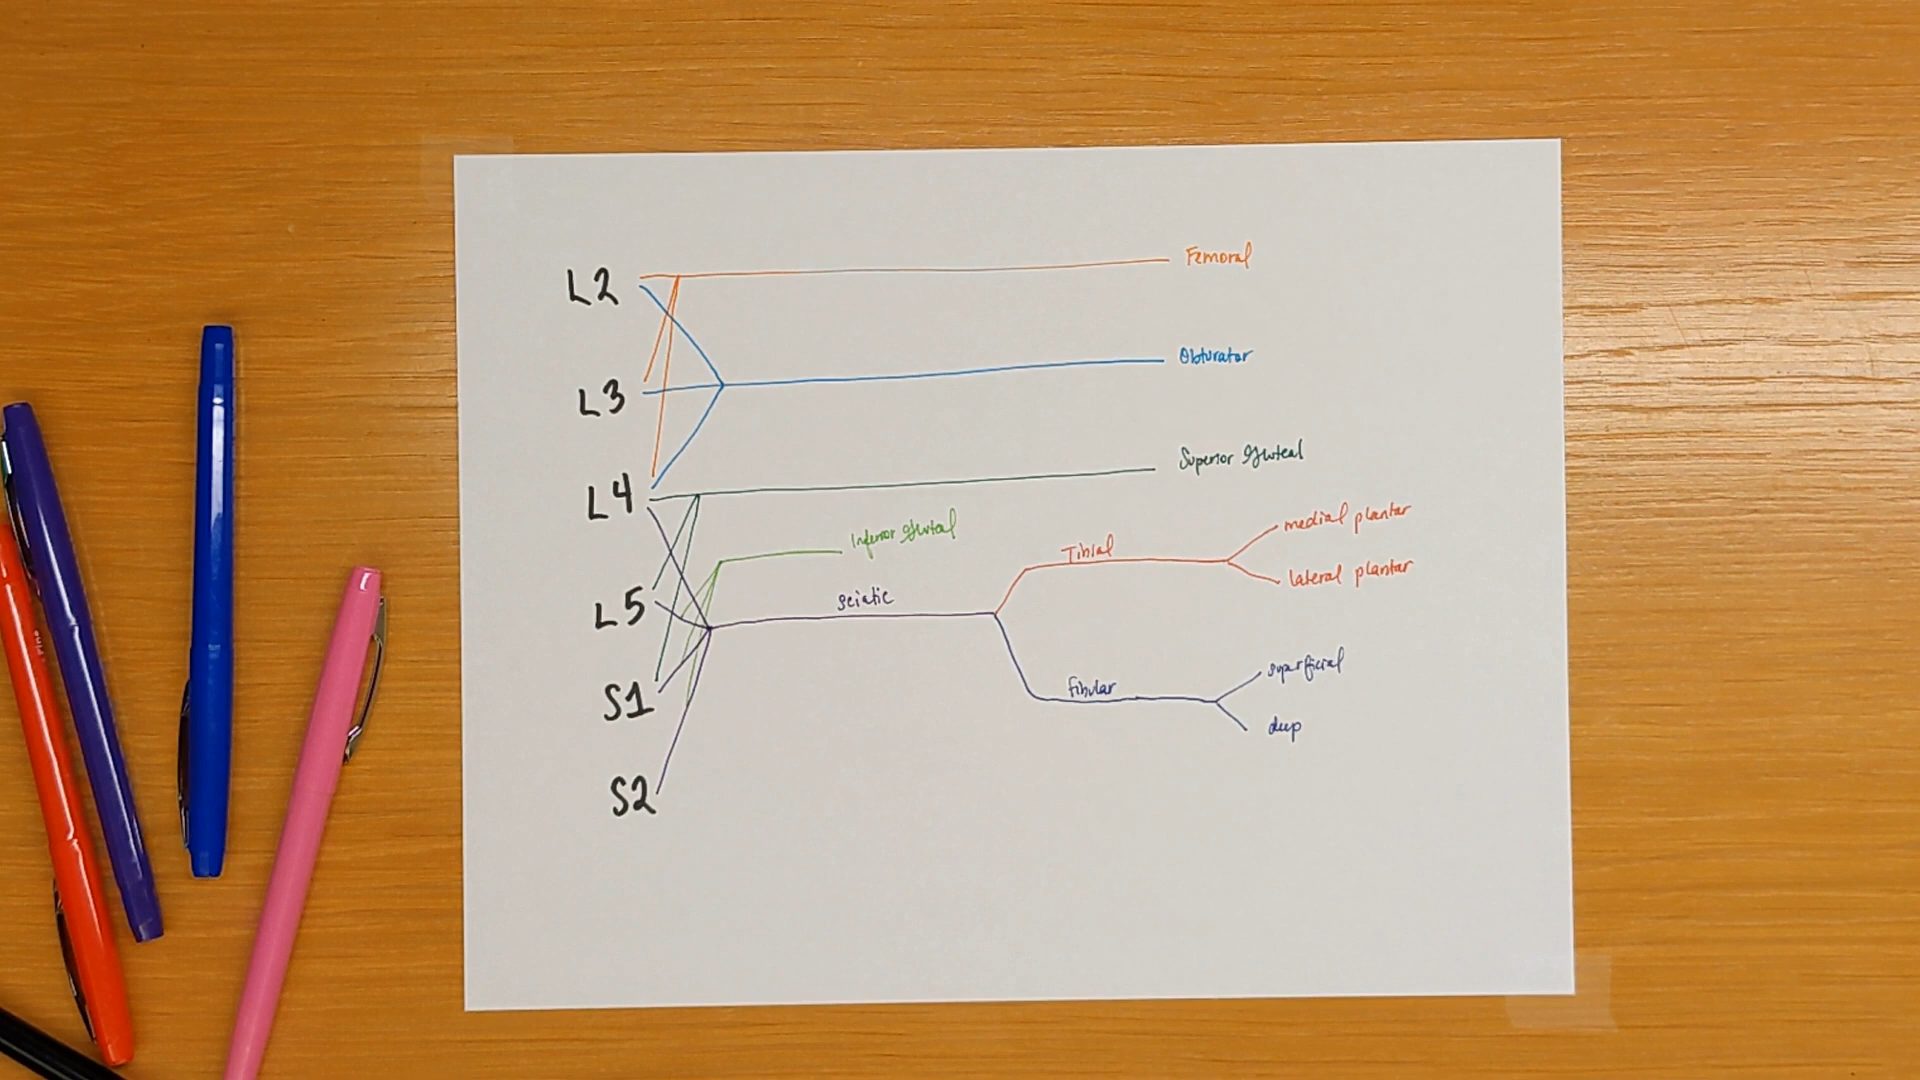 L2
Femoral
L3
Obturator
L4
Superior Gluteal
L5
Inferior Gluteal
Sciatic
Tibial
medial plantar
lateral plantar
S1
fibular
superficial
deep
S2